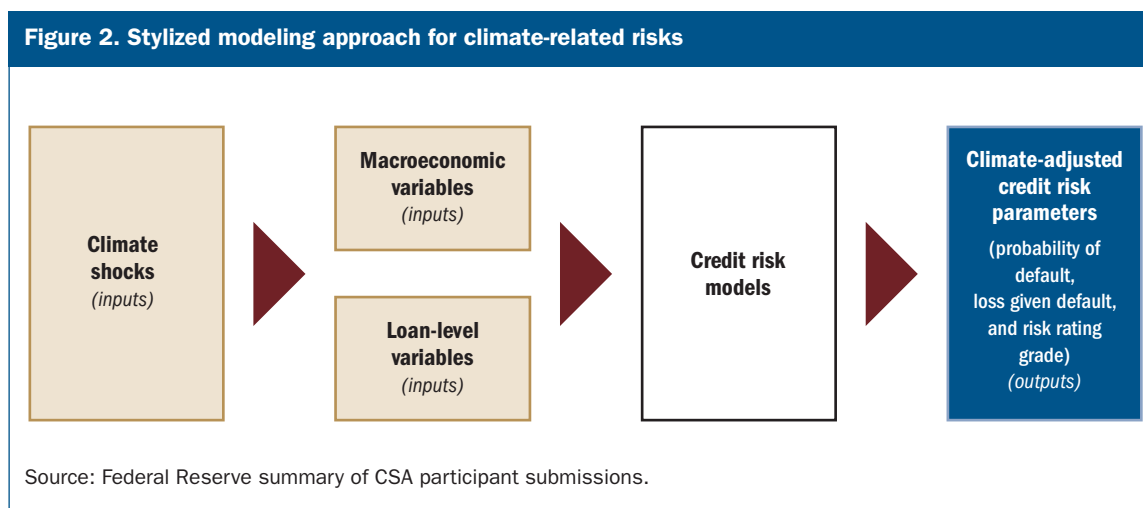 Figure 2. Stylized modeling approach for climate-related risks
Climate
shocks
(inputs)
Macroeconomic
variables
(inputs)
Loan-level
variables
(inputs)
Credit risk
models
Climate-adjusted
credit risk
parameters
(probability of
default,
loss given default,
and risk rating
grade)
(outputs)
Source: Federal Reserve summary of CSA participant submissions.